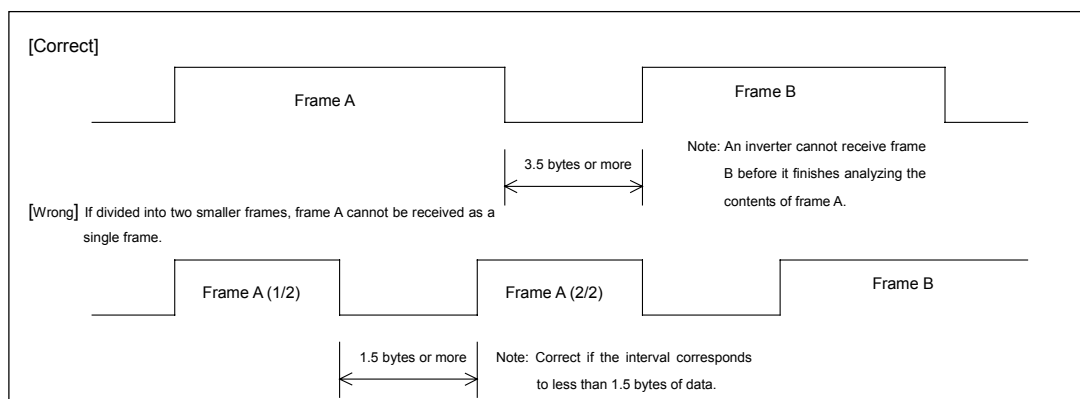 [Correct]
Frame A
Frame B
3.5 bytes or more
Note: An inverter cannot receive frame
B before it finishes analyzing the
contents of frame A.
[Wrong] If divided into two smaller frames, frame A cannot be received as a
single frame.
Frame A (1/2)
Frame A (2/2)
Frame B
1.5 bytes or more
Note: Correct if the interval corresponds
to less than 1.5 bytes of data.